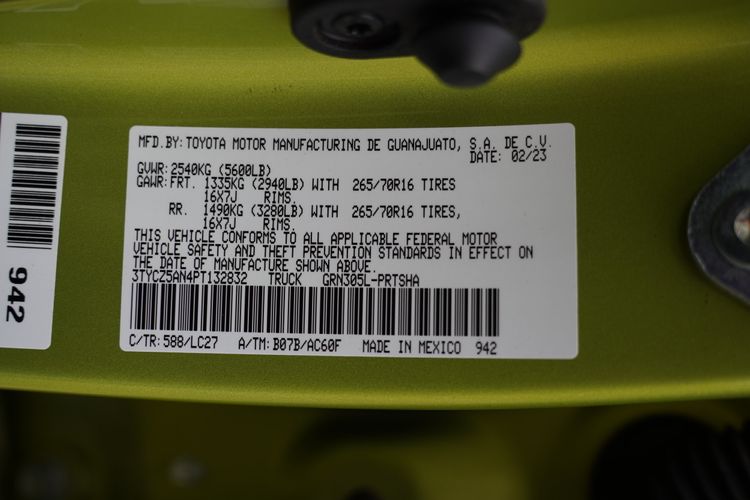 MFD.BY:TOYOTA MOTOR MANUFACTURING DE GUANAJUATO, S.A. DE C.V.
DATE: 02/23
GVWR:2540KG (5600LB)
GAWR:FRT. 1335KG (2940LB) WITH 265/70R16 TIRES
16X7J RIMS,
RR. 1490KG (3280LB) WITH 265/70R16 TIRES,
16X7J RIMS.
THIS VEHICLE CONFORMS TO ALL APPLICABLE FEDERAL MOTOR
VEHICLE SAFETY AND THEFT PREVENTION STANDARDS IN EFFECT ON
THE DATE OF MANUFACTURE SHOWN ABOVE.
3TYCZ5AN4PT132832 TRUCK GRN305L-PRTSHA
C/TR:588/LC27 A/TM:B07B/AC60F MADE IN MEXICO 942
942